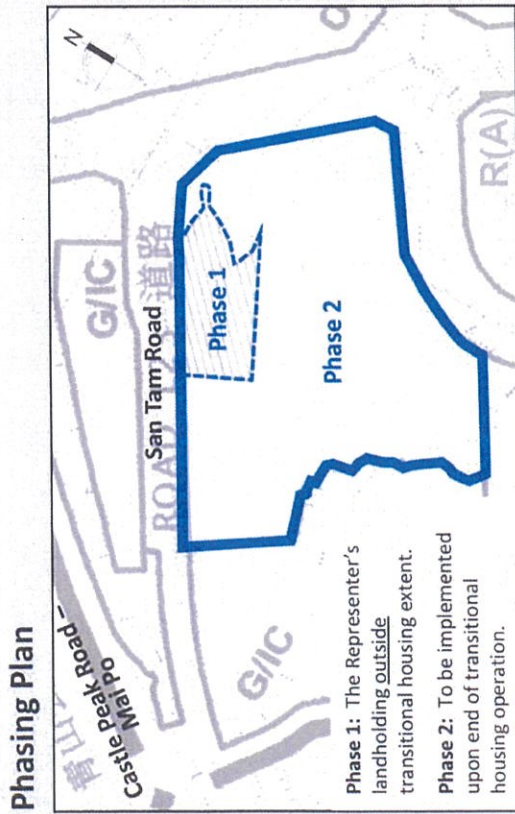 Phasing Plan
N
青山
Castle Peak Road –
Mai Po
G/IC
San Tam Road
ROAD 道路
G/IC
Phase 1
Phase 2
R(A)1
Phase 1: The Representer's
landholding outside
transitional housing extent.
Phase 2: To be implemented
upon end of transitional
housing operation.